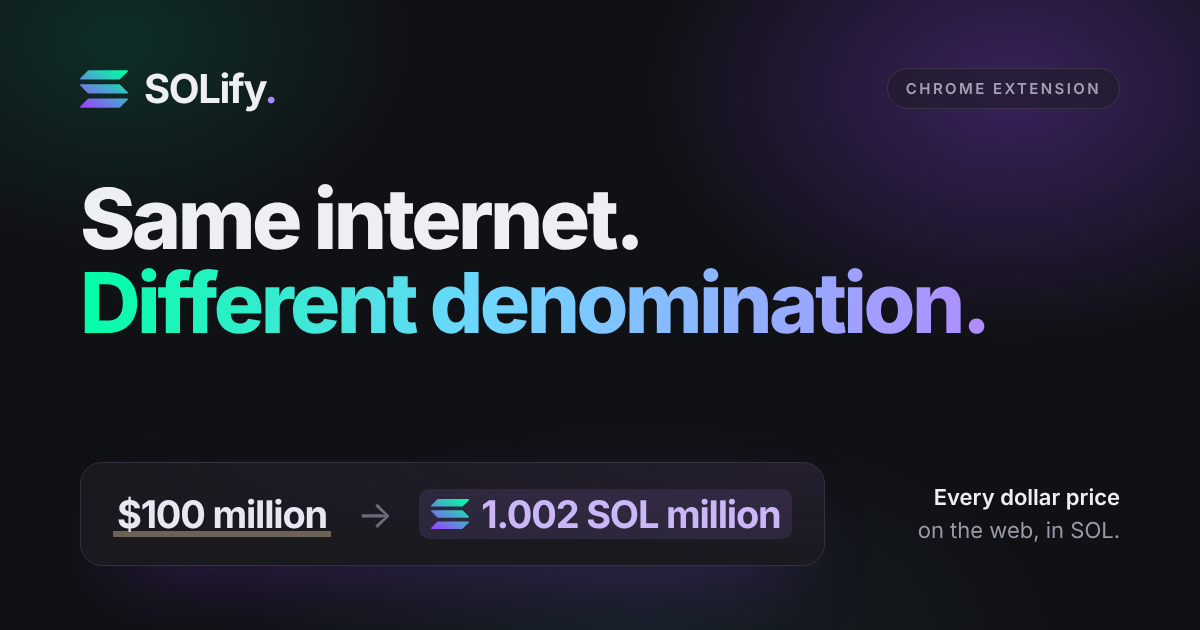 SOLify.
CHROME EXTENSION
Same internet.
Different denomination.
$100 million → 1.002 SOL million
Every dollar price
on the web, in SOL.